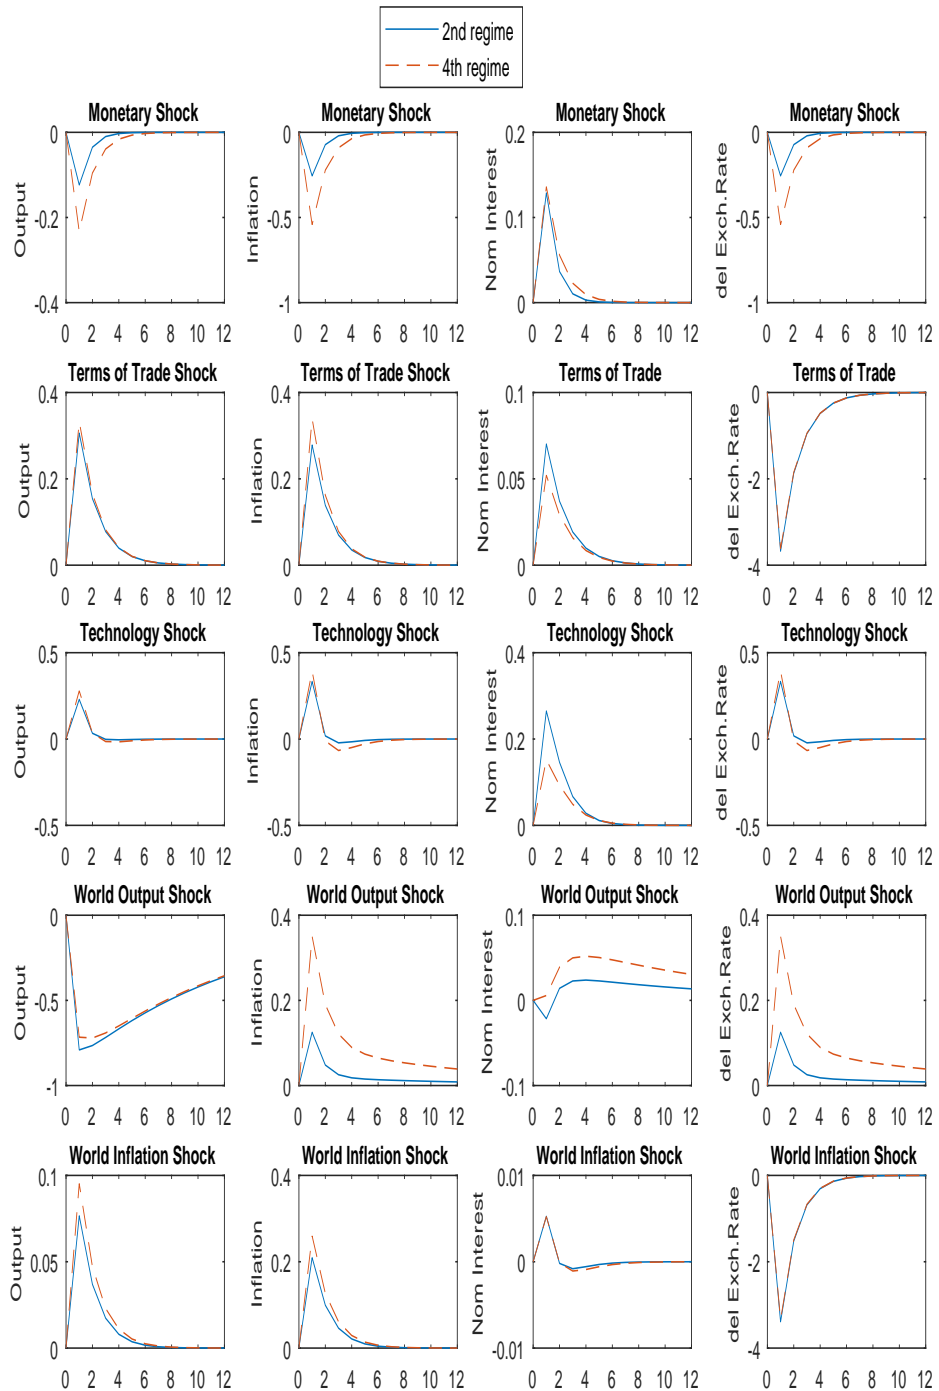 2nd regime
4th regime
Monetary Shock Monetary Shock Monetary Shock Monetary Shock
Output
0
-0.2
-0.4
0 2 4 6 8 10 12
Inflation
0
-0.5
-1
0 2 4 6 8 10 12
Nom Interest
0.2
0.1
0
0 2 4 6 8 10 12
del Exch.Rate
0
-0.5
-1
0 2 4 6 8 10 12
Terms of Trade Shock Terms of Trade Shock Terms of Trade Terms of Trade
Output
0.4
0.2
0
0 2 4 6 8 10 12
Inflation
0.4
0.2
0
0 2 4 6 8 10 12
Nom Interest
0.1
0.05
0
0 2 4 6 8 10 12
del Exch.Rate
0
-2
-4
0 2 4 6 8 10 12
Technology Shock Technology Shock Technology Shock Technology Shock
Output
0.5
0
-0.5
0 2 4 6 8 10 12
Inflation
0.5
0
-0.5
0 2 4 6 8 10 12
Nom Interest
0.4
0.2
0
0 2 4 6 8 10 12
del Exch.Rate
0.5
0
-0.5
0 2 4 6 8 10 12
World Output Shock World Output Shock World Output Shock World Output Shock
Output
0
-0.5
-1
0 2 4 6 8 10 12
Inflation
0.4
0.2
0
0 2 4 6 8 10 12
Nom Interest
0.1
0
-0.1
0 2 4 6 8 10 12
del Exch.Rate
0.4
0.2
0
0 2 4 6 8 10 12
World Inflation Shock World Inflation Shock World Inflation Shock World Inflation Shock
Output
0.1
0.05
0
0 2 4 6 8 10 12
Inflation
0.4
0.2
0
0 2 4 6 8 10 12
Nom Interest
0.01
0
-0.01
0 2 4 6 8 10 12
del Exch.Rate
0
-2
-4
0 2 4 6 8 10 12